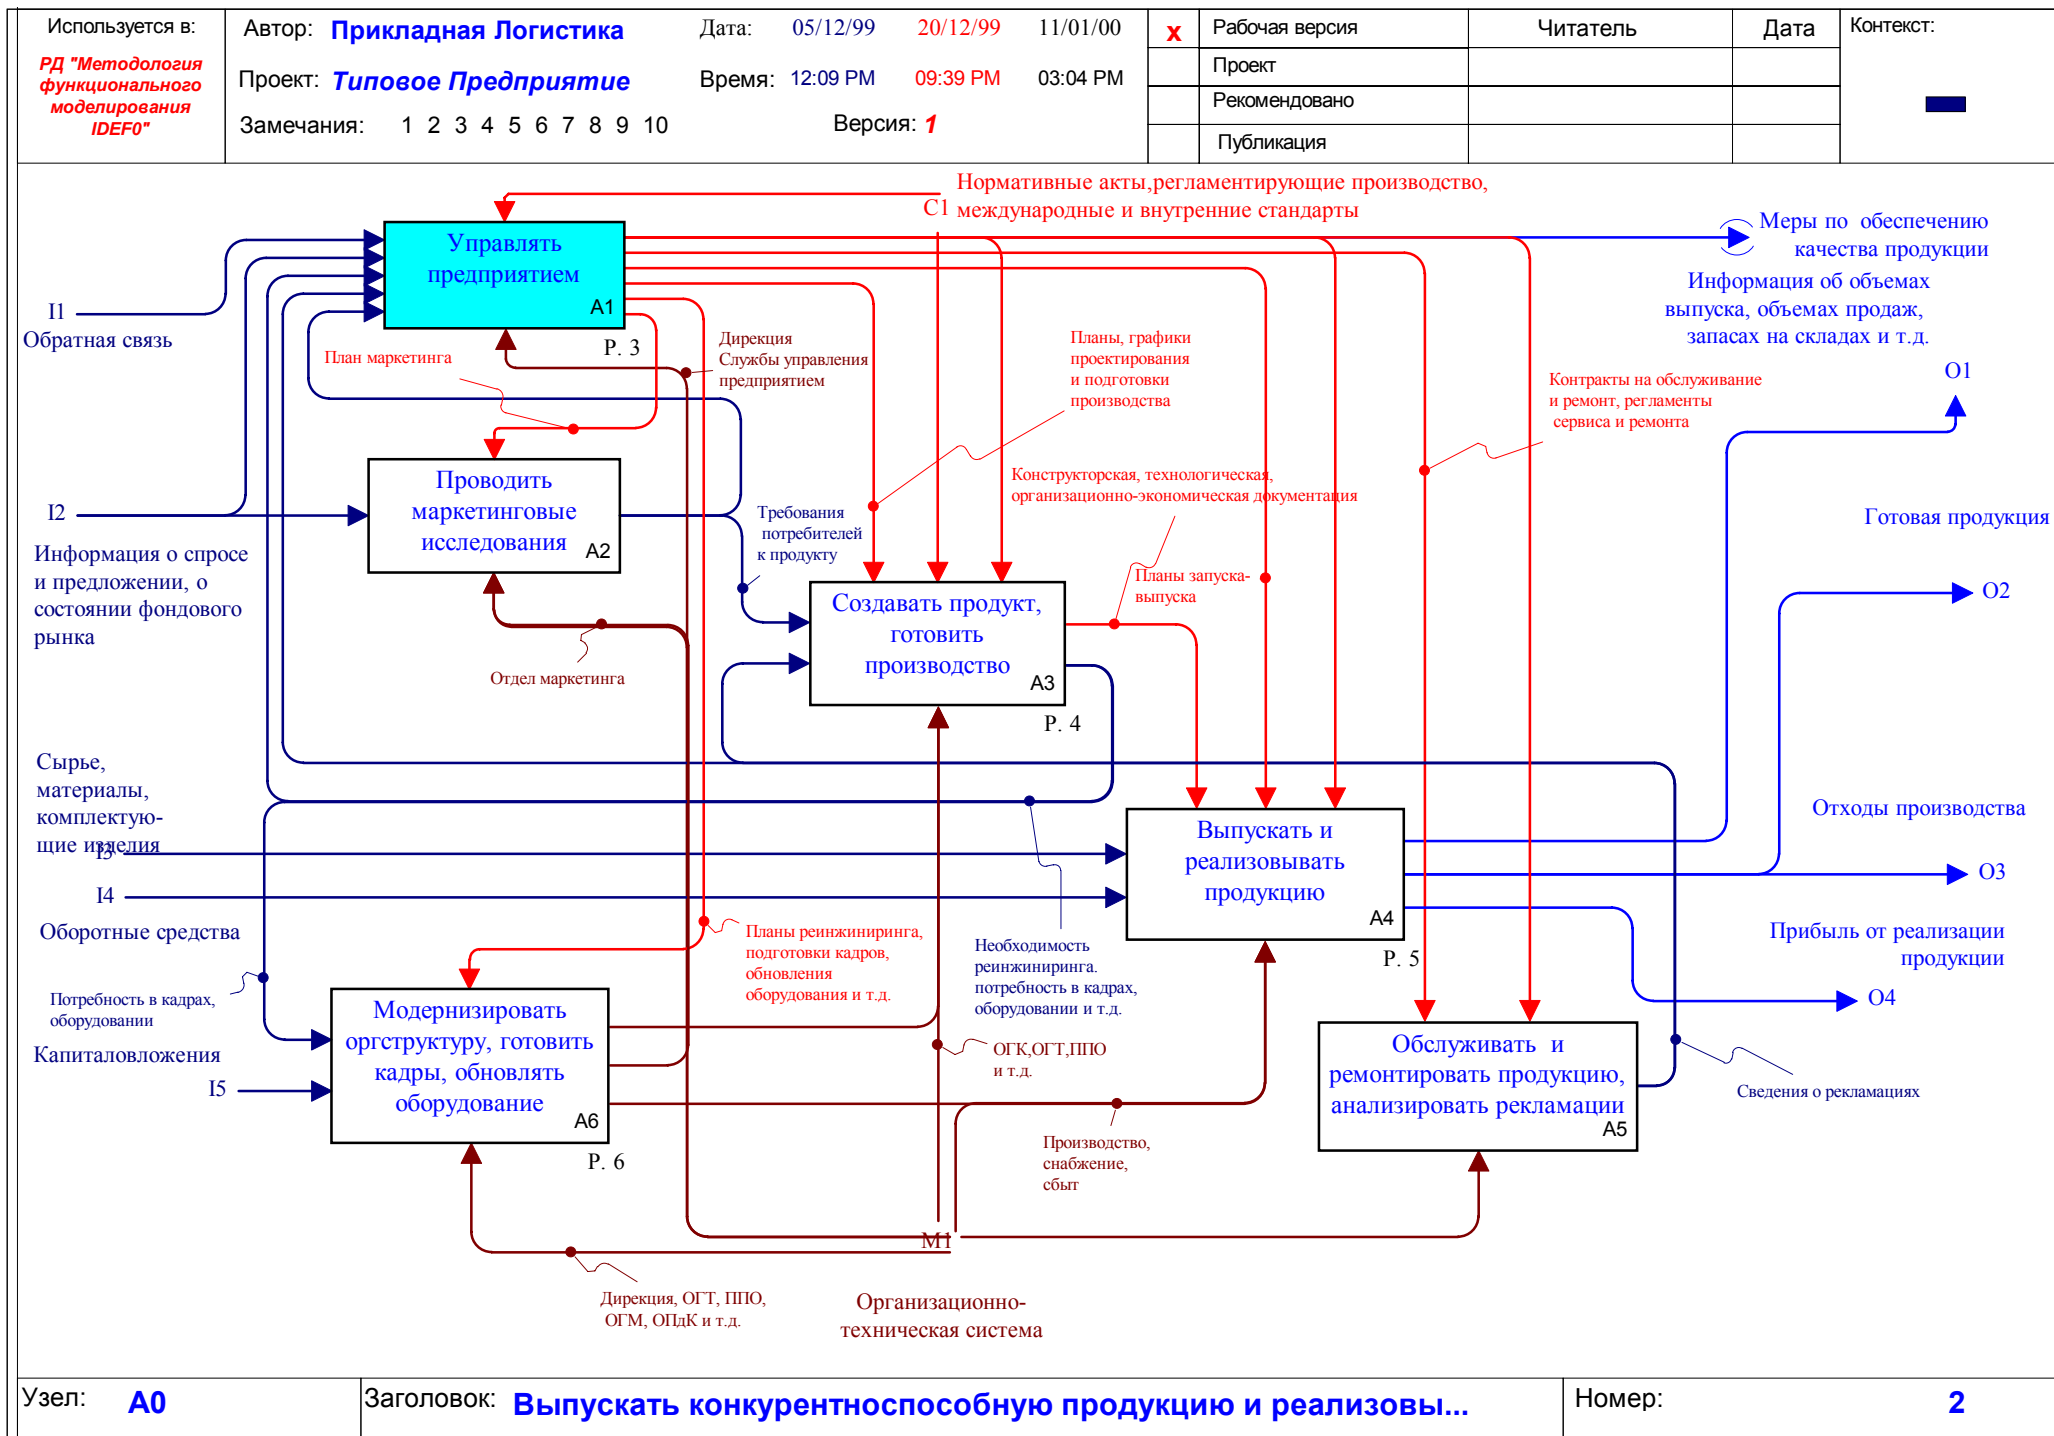 Используется в:
РД "Методология
функционального
моделирования
IDEF0"
Автор: Прикладная Логистика
Проект: Типовое Предприятие
Замечания: 1 2 3 4 5 6 7 8 9 10
Дата: 05/12/99 20/12/99 11/01/00
Время: 12:09 PM 09:39 PM 03:04 PM
Версия: 1
x Рабочая версия Читатель Дата
Проект
Рекомендовано
Публикация
Контекст:
Нормативные акты,регламентирующие производство,
C1 международные и внутренние стандарты
Управлять
предприятием
A1
P. 3
Меры по обеспечению
качества продукции
Информация об объемах
выпуска, объемах продаж,
запасах на складах и т.д.
O1
I1
Обратная связь
План маркетинга
Дирекция
Службы управления
предприятием
Планы, графики
проектирования
и подготовки
производства
Контракты на обслуживание
и ремонт, регламенты
сервиса и ремонта
Проводить
маркетинговые
исследования
A2
Конструкторская, технологическая,
организационно-экономическая документация
I2
Информация о спросе
и предложении, о
состоянии фондового
рынка
Требования
потребителей
к продукту
Готовая продукция
O2
Планы запуска-
выпуска
Создавать продукт,
готовить
производство
A3
P. 4
Отдел маркетинга
Сырье,
материалы,
комплектую-
щие изделия
I3
I4
Оборотные средства
Выпускать и
реализовывать
продукцию
A4
P. 5
Отходы производства
O3
Прибыль от реализации
продукции
O4
Планы реинжиниринга,
подготовки кадров,
обновления
оборудования и т.д.
Необходимость
реинжиниринга.
потребность в кадрах,
оборудовании и т.д.
Потребность в кадрах,
оборудовании
Капиталовложения
I5
Модернизировать
оргструктуру, готовить
кадры, обновлять
оборудование
A6
P. 6
ОГК,ОГТ,ППО
и т.д.
Обслуживать и
ремонтировать продукцию,
анализировать рекламации
A5
Сведения о рекламациях
Производство,
снабжение,
сбыт
M1
Дирекция, ОГТ, ППО,
ОГМ, ОПдК и т.д.
Организационно-
техническая система
Узел: A0
Заголовок: Выпускать конкурентноспособную продукцию и реализовы...
Номер: 2